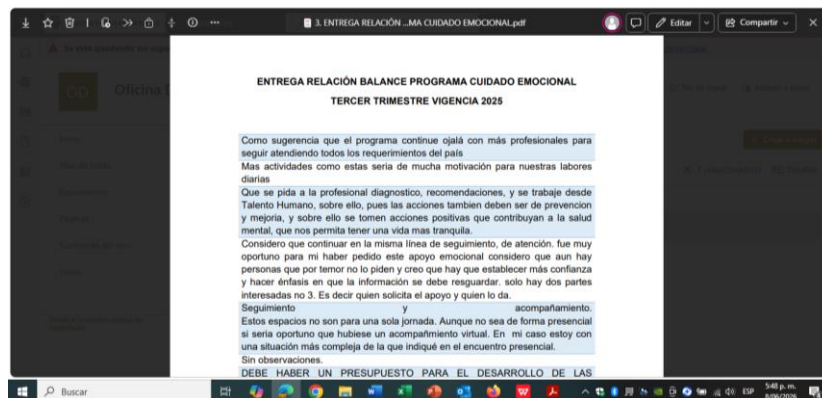 3. ENTREGA RELACIÓN ...MA CUIDADO EMOCIONAL.pdf
Editar
Compartir
Oficina
ENTREGA RELACIÓN BALANCE PROGRAMA CUIDADO EMOCIONAL
TERCER TRIMESTRE VIGENCIA 2025
Como sugerencia que el programa continue ojalá con más profesionales para
seguir atendiendo todos los requerimientos del país
Mas actividades como estas seria de mucha motivación para nuestras labores
diarias
Que se pida a la profesional diagnostico, recomendaciones, y se trabaje desde
Talento Humano, sobre ello, pues las acciones tambien deben ser de prevencion
y mejoria, y sobre ello se tomen acciones positivas que contribuyan a la salud
mental, que nos permita tener una vida mas tranquila.
Considero que continuar en la misma línea de seguimiento, de atención. fue muy
oportuno para mi haber pedido este apoyo emocional considero que aun hay
personas que por temor no lo piden y creo que hay que establecer más confianza
y hacer énfasis en que la información se debe resguardar. solo hay dos partes
interesadas no 3. Es decir quien solicita el apoyo y quien lo da.
Seguimiento y acompañamiento.
Estos espacios no son para una sola jornada. Aunque no sea de forma presencial
si seria oportuno que hubiese un acompañmiento virtual. En mi caso estoy con
una situación más compleja de la que indiqué en el encuentro presencial.
Sin observaciones.
DEBE HABER UN PRESUPUESTO PARA EL DESARROLLO DE LAS
Buscar
ESP
5:48 p. m.
6/06/2026